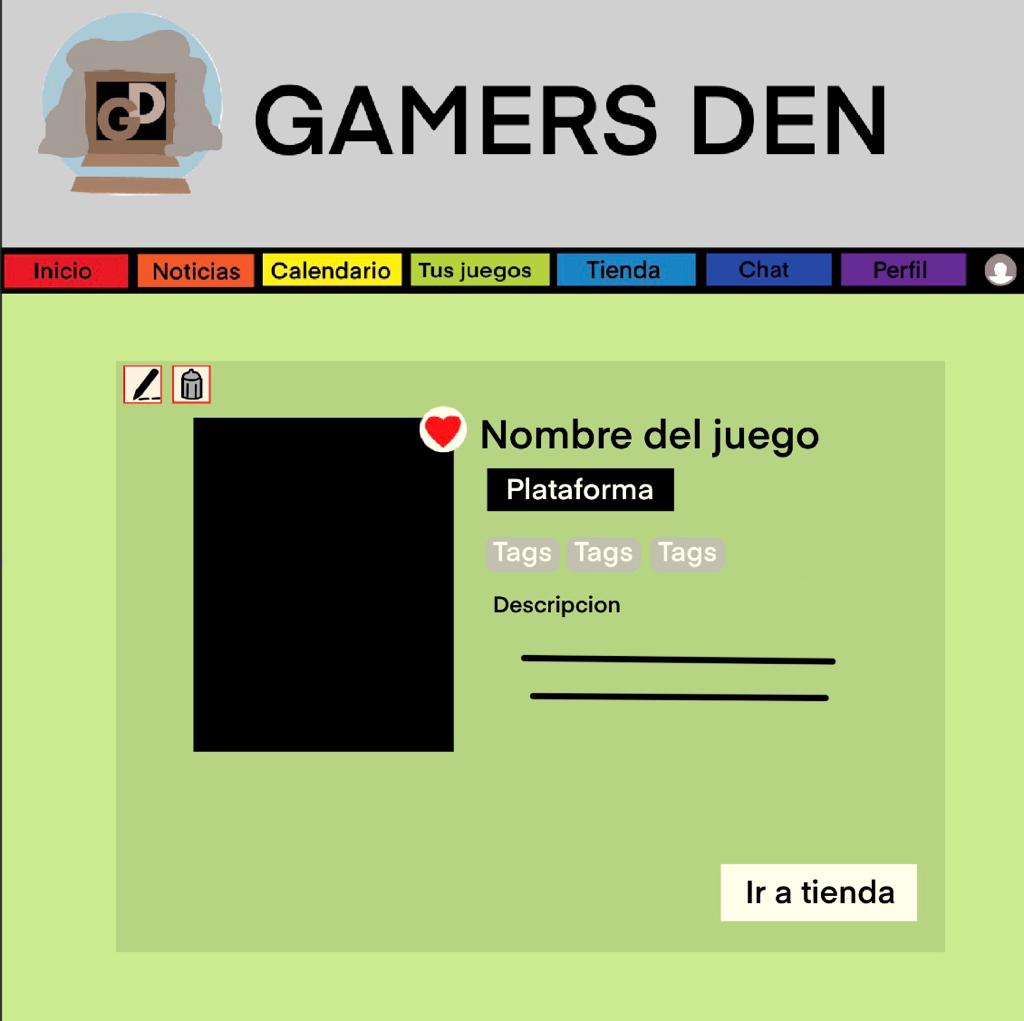 GD
GAMERS DEN
Inicio Noticias Calendario Tus juegos Tienda Chat Perfil
Nombre del juego
Plataforma
Tags Tags Tags
Descripcion
Ir a tienda